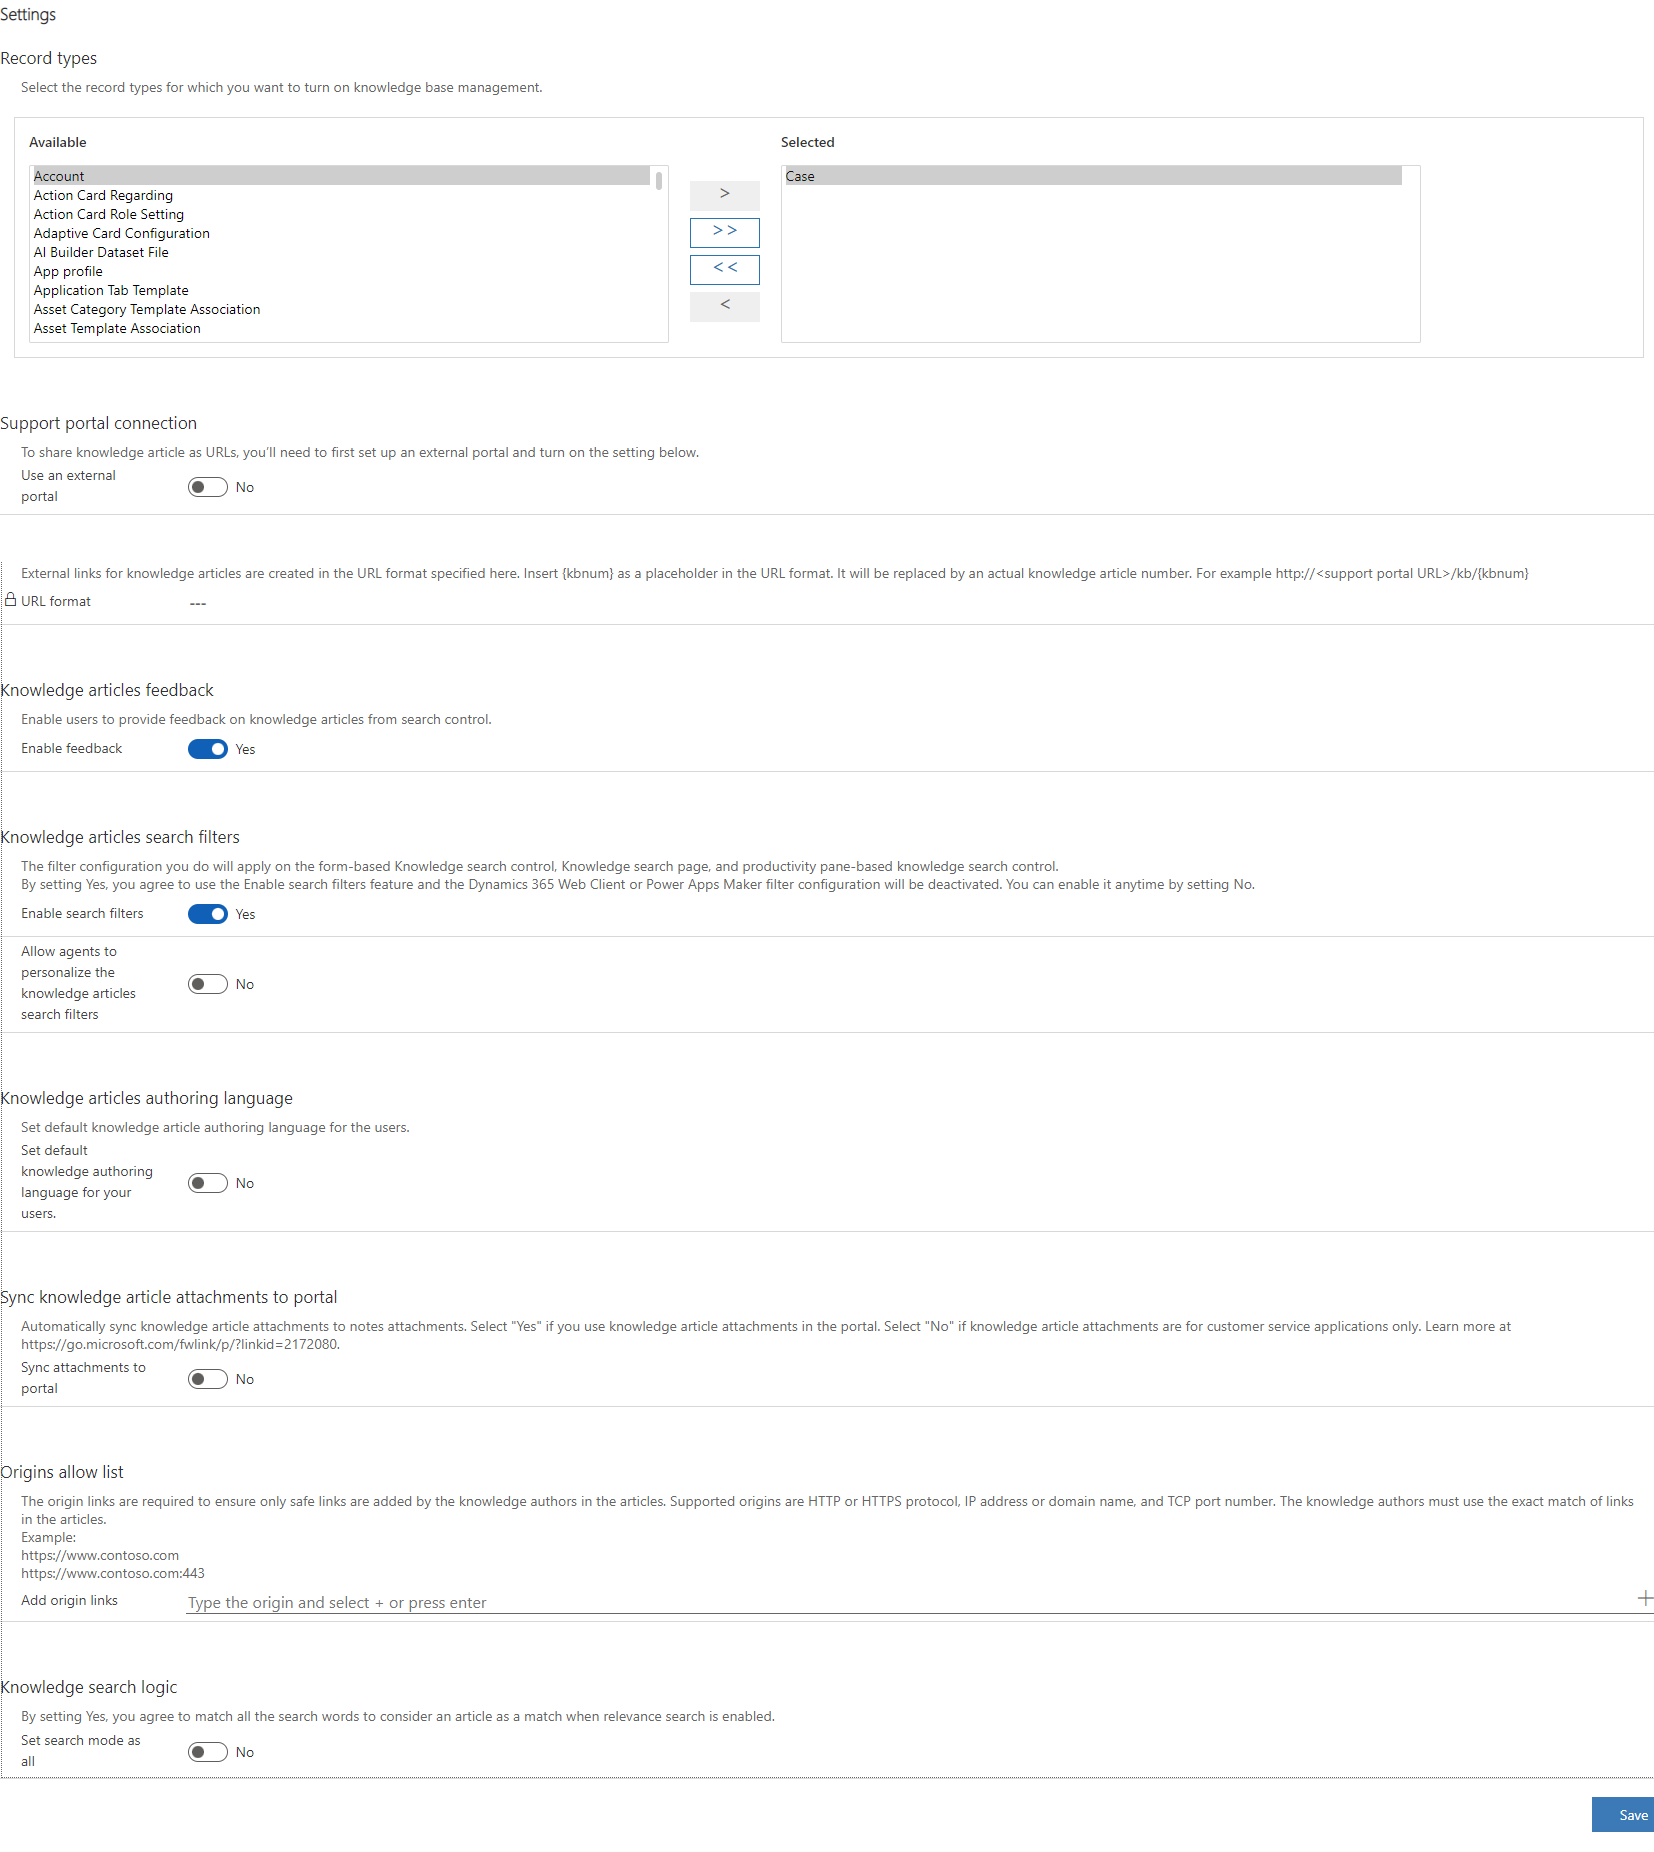 Settings
Record types
Select the record types for which you want to turn on knowledge base management.
Available
Selected
Account
Action Card Regarding
Action Card Role Setting
Adaptive Card Configuration
AI Builder Dataset File
App profile
Application Tab Template
Asset Category Template Association
Asset Template Association
>
>>
<<
<
Case
Support portal connection
To share knowledge article as URLs, you'll need to first set up an external portal and turn on the setting below.
Use an external
portal
No
External links for knowledge articles are created in the URL format specified here. Insert {kbnum} as a placeholder in the URL format. It will be replaced by an actual knowledge article number. For example http://<support portal URL>/kb/{kbnum}
URL format
---
Knowledge articles feedback
Enable users to provide feedback on knowledge articles from search control.
Enable feedback
Yes
Knowledge articles search filters
The filter configuration you do will apply on the form-based Knowledge search control, Knowledge search page, and productivity pane-based knowledge search control.
By setting Yes, you agree to use the Enable search filters feature and the Dynamics 365 Web Client or Power Apps Maker filter configuration will be deactivated. You can enable it anytime by setting No.
Enable search filters
Yes
Allow agents to
personalize the
knowledge articles
search filters
No
Knowledge articles authoring language
Set default knowledge article authoring language for the users.
Set default
knowledge authoring
language for your
users.
No
Sync knowledge article attachments to portal
Automatically sync knowledge article attachments to notes attachments. Select "Yes" if you use knowledge article attachments in the portal. Select "No" if knowledge article attachments are for customer service applications only. Learn more at
https://go.microsoft.com/fwlink/p/?linkid=2172080.
Sync attachments to
portal
No
Origins allow list
The origin links are required to ensure only safe links are added by the knowledge authors in the articles. Supported origins are HTTP or HTTPS protocol, IP address or domain name, and TCP port number. The knowledge authors must use the exact match of links
in the articles.
Example:
https://www.contoso.com
https://www.contoso.com:443
Add origin links
Type the origin and select + or press enter
+
Knowledge search logic
By setting Yes, you agree to match all the search words to consider an article as a match when relevance search is enabled.
Set search mode as
all
No
Save